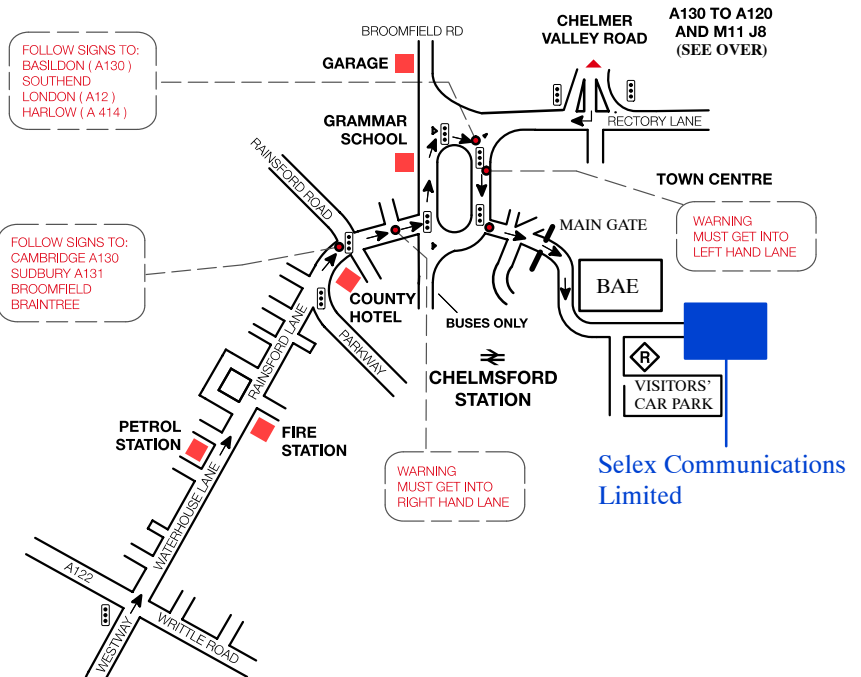 BROOMFIELD RD
CHELMER
VALLEY ROAD
A130 TO A120
AND M11 J8
(SEE OVER)
FOLLOW SIGNS TO:
BASILDON ( A130 )
SOUTHEND
LONDON ( A12 )
HARLOW ( A 414 )
GARAGE
GRAMMAR
SCHOOL
RECTORY LANE
RAINSFORD ROAD
TOWN CENTRE
WARNING
MUST GET INTO
LEFT HAND LANE
MAIN GATE
FOLLOW SIGNS TO:
CAMBRIDGE A130
SUDBURY A131
BROOMFIELD
BRAINTREE
BAE
COUNTY
HOTEL
BUSES ONLY
PARKWAY
RAINSFORD LANE
CHELMSFORD
STATION
R
VISITORS'
CAR PARK
PETROL
STATION
FIRE
STATION
WARNING
MUST GET INTO
RIGHT HAND LANE
Selex Communications
Limited
WATERHOUSE LANE
A122
WESTWAY
WRITTLE ROAD